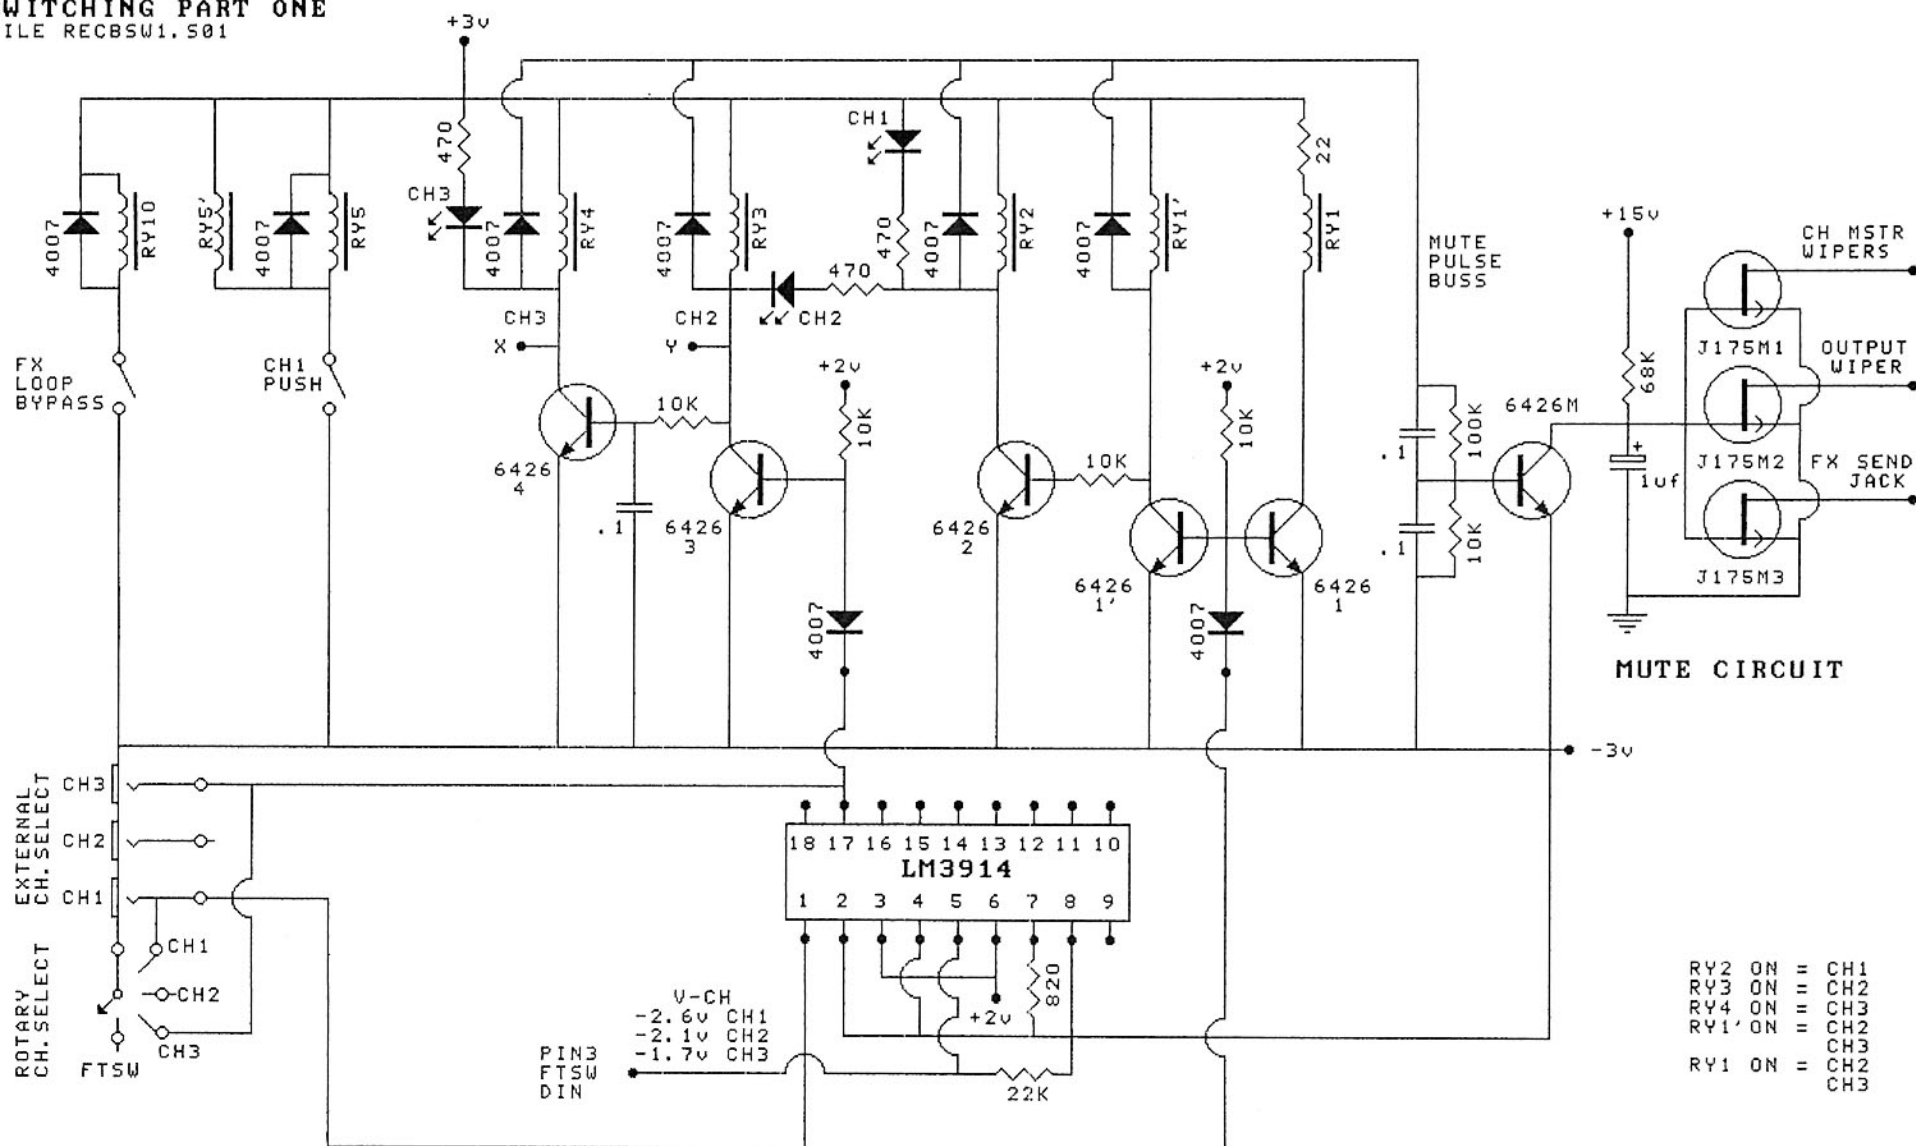 WITCHING PART ONE
ILE RECBSW1.S01
+3v
470
CH3
4007
RY10
RY5'
4007
RY5
4007
RY4
4007
RY3
CH1
470
4007
RY2
4007
RY1'
22
RY1
470
CH2
CH3
X
CH2
Y
FX
LOOP
BYPASS
CH1
PUSH
+2v
10K
10K
6426
4
.1
6426
3
4007
10K
6426
2
6426
1'
+2v
10K
4007
6426
1
MUTE
PULSE
BUSS
.1
100K
.1
10K
6426M
+15v
68K
+
1uf
CH MSTR
WIPERS
J175M1
OUTPUT
WIPER
J175M2
FX SEND
JACK
J175M3
MUTE CIRCUIT
-3v
EXTERNAL
CH.SELECT
CH3
CH2
CH1
ROTARY
CH.SELECT
CH1
CH2
CH3
FTSW
18 17 16 15 14 13 12 11 10
LM3914
1 2 3 4 5 6 7 8 9
820
+2v
V-CH
-2.6v CH1
-2.1v CH2
-1.7v CH3
PIN3
FTSW
DIN
22K
RY2 ON = CH1
RY3 ON = CH2
RY4 ON = CH3
RY1' ON = CH2
CH3
RY1 ON = CH2
CH3